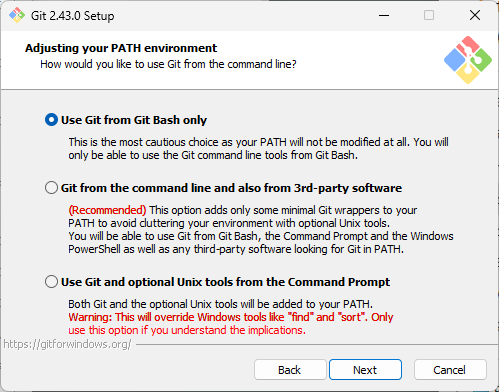 Git 2.43.0 Setup
Adjusting your PATH environment
How would you like to use Git from the command line?
Use Git from Git Bash only
This is the most cautious choice as your PATH will not be modified at all. You will
only be able to use the Git command line tools from Git Bash.
Git from the command line and also from 3rd-party software
(Recommended) This option adds only some minimal Git wrappers to your
PATH to avoid cluttering your environment with optional Unix tools.
You will be able to use Git from Git Bash, the Command Prompt and the Windows
PowerShell as well as any third-party software looking for Git in PATH.
Use Git and optional Unix tools from the Command Prompt
Both Git and the optional Unix tools will be added to your PATH.
Warning: This will override Windows tools like "find" and "sort". Only
use this option if you understand the implications.
https://gitforwindows.org/
Back
Next
Cancel